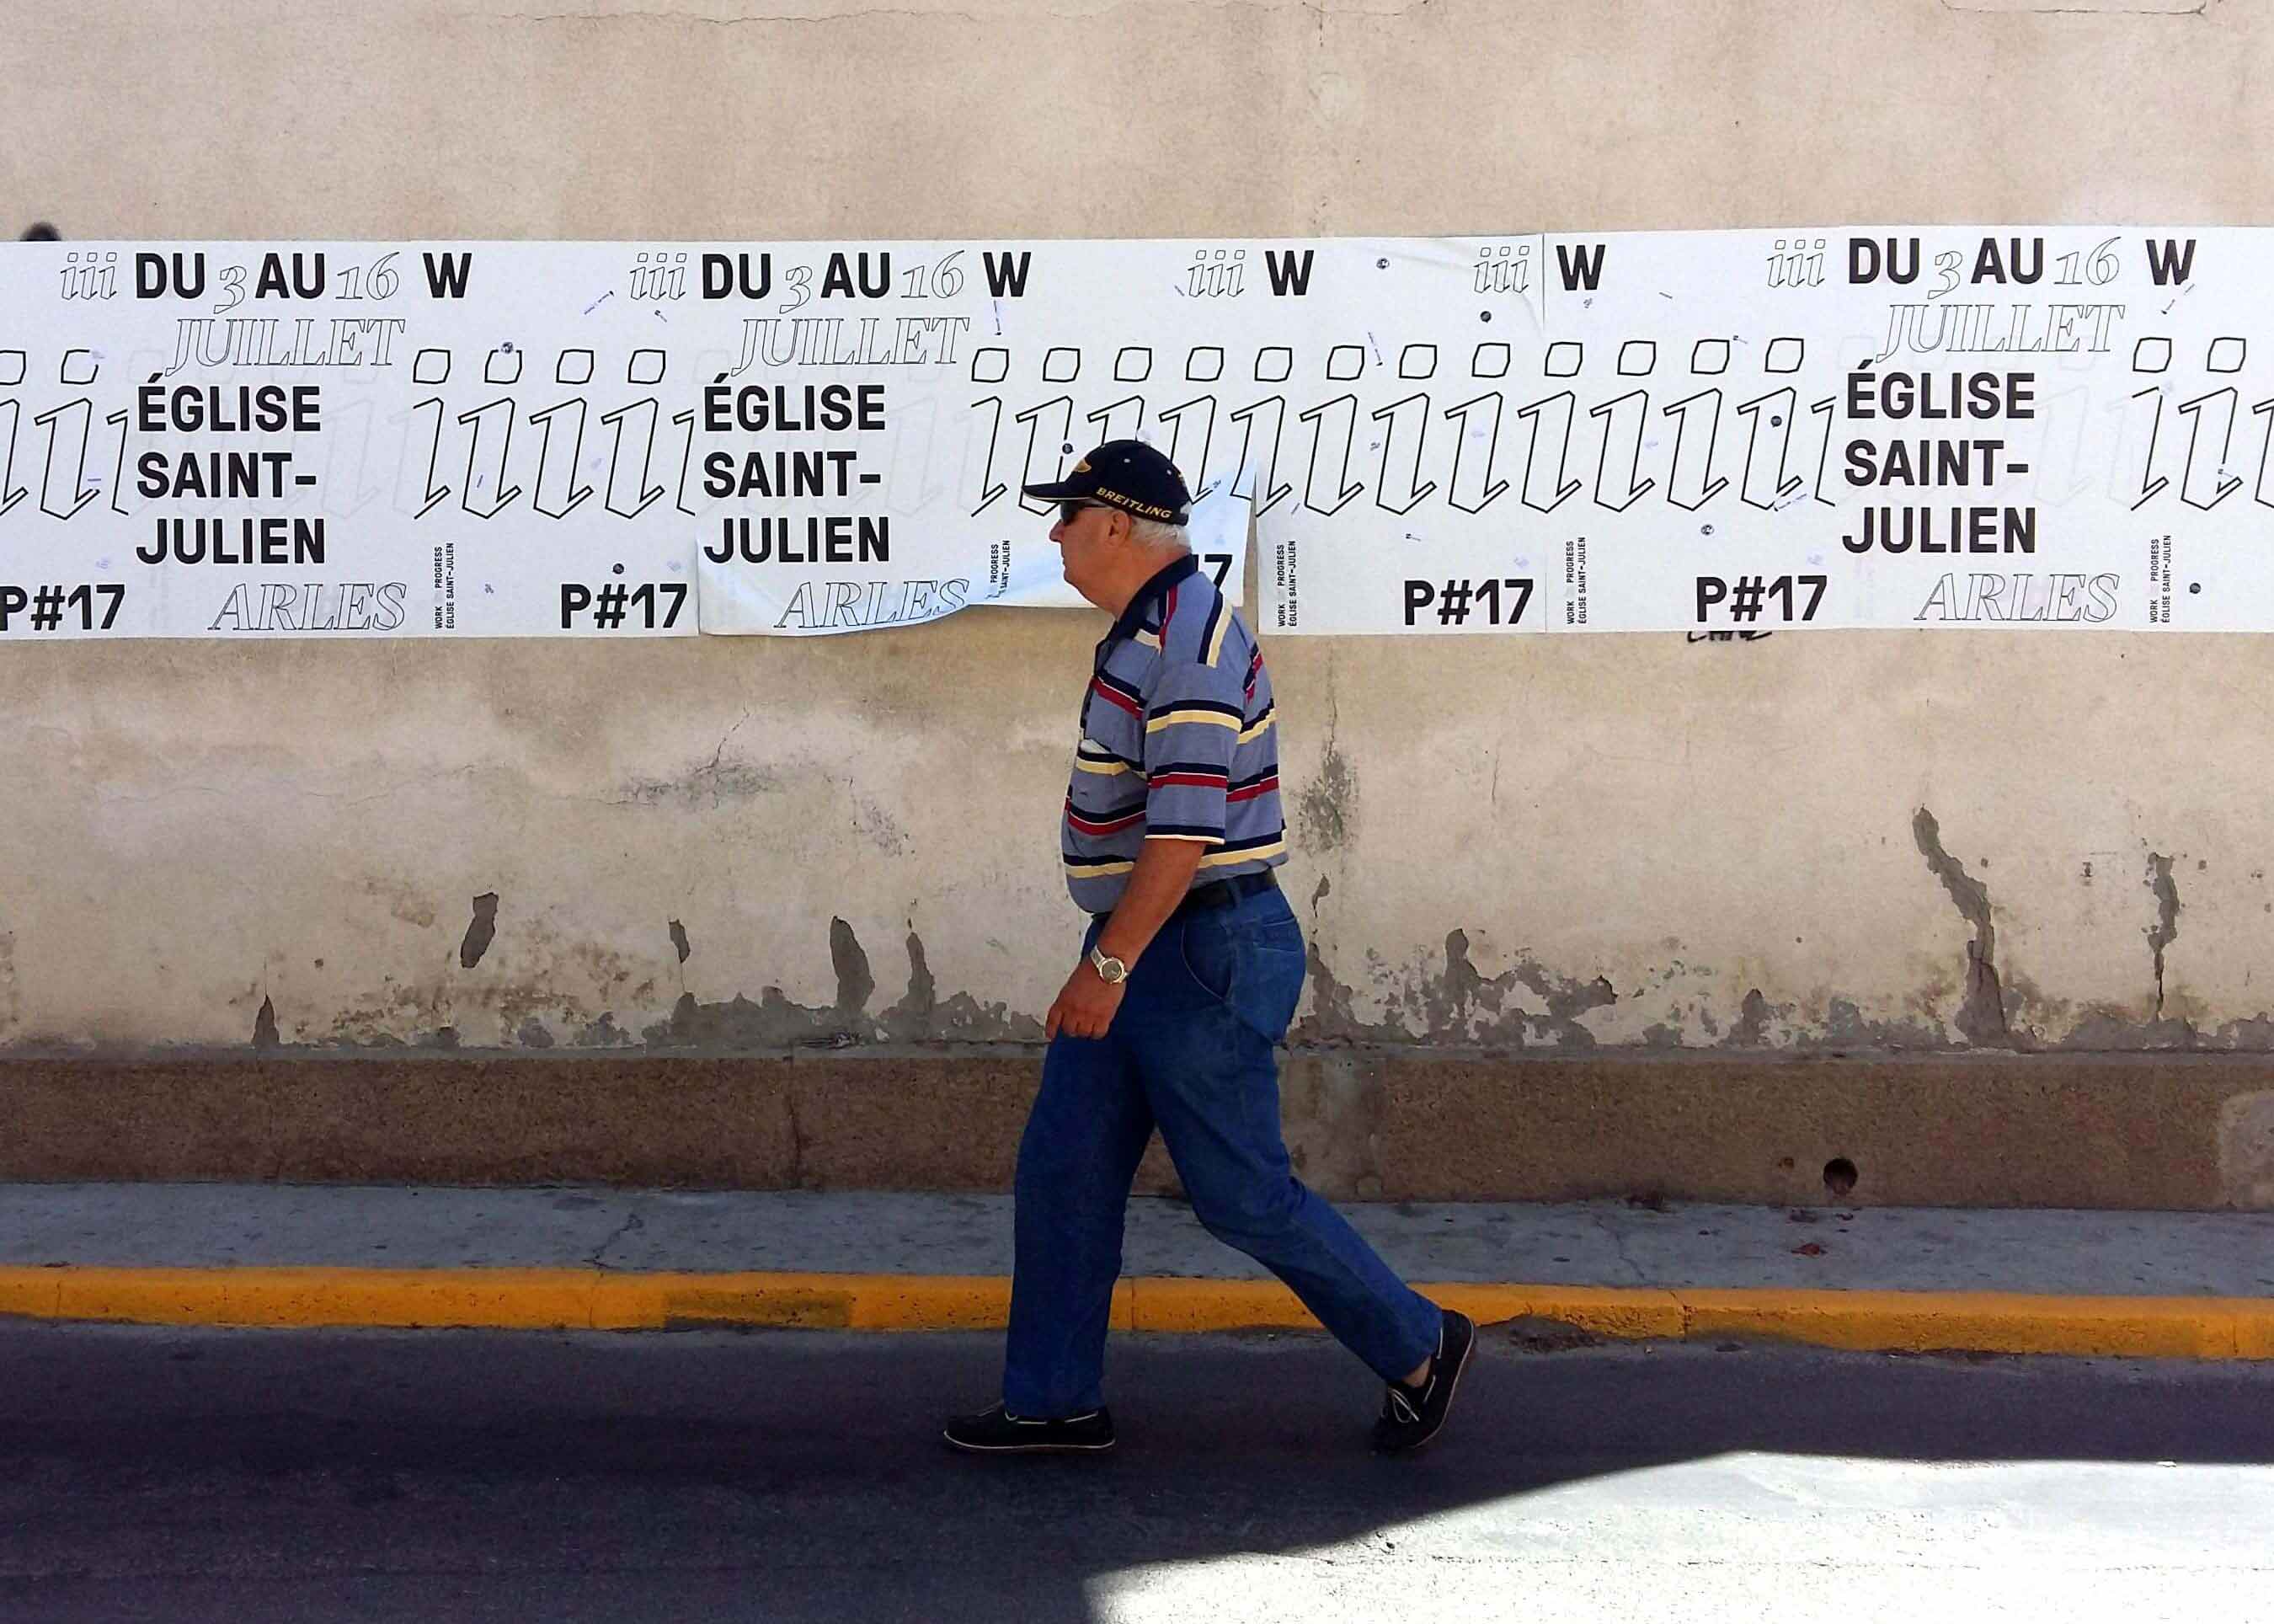 iii DU 3 AU 16 W iii DU 3 AU 16 W iii W iii W iii DU 3 AU 16 W
JUILLET JUILLET JUILLET
i i i i i i i i i i i i i i i i i i i i i i
ÉGLISE ÉGLISE ÉGLISE
SAINT- SAINT- SAINT-
JULIEN JULIEN JULIEN
P#17 ARLES P#17 ARLES 17 P#17 P#17 ARLES
WORK PROGRESS
ÉGLISE SAINT-JULIEN
PROGRESS
SAINT-JULIEN
WORK PROGRESS
ÉGLISE SAINT-JULIEN
WORK PROGRESS
ÉGLISE SAINT-JULIEN
WORK PROGRESS
ÉGLISE SAINT-JULIEN
BREITLING